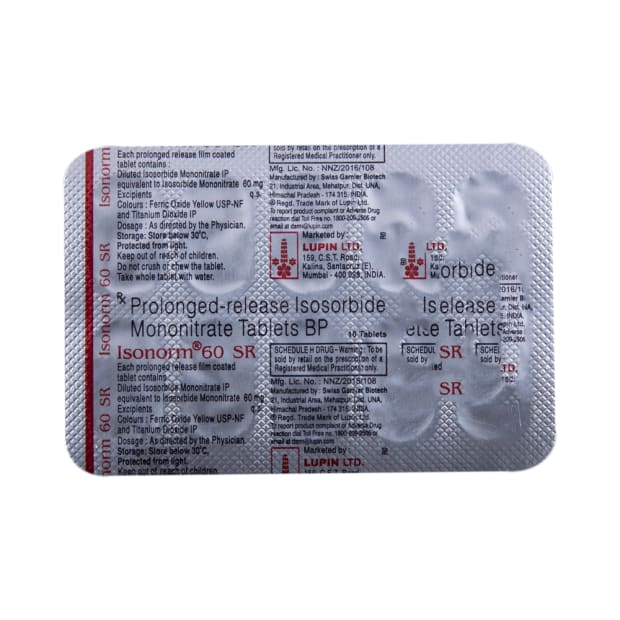 Isonorm
60 SR
Isonorm
60 SR
norm
Each prolonged release film coated
tablet contains :
Diluted Isosorbide Mononitrate IP
equivalent to Isosorbide Mononitrate 60 mg
Excipients q.s.
Colours : Ferric Oxide Yellow USP-NF
and Titanium Dioxide IP
Dosage : As directed by the Physician.
Storage: Store below 30°C,
Protected from light.
Keep out of reach of children.
Do not crush or chew the tablet.
Take whole tablet with water.
sold by retail on the prescription of a
Registered Medical Practitioner only.
Mfg. Lic. No. : NNZ/2016/108
Manufactured by : Swiss Garnier Biotech
21, Industrial Area, Mehatpur, Dist. UNA,
Himachal Pradesh - 174 315, INDIA.
® Regd. Trade Mark of Lupin Ltd.
To report product complaint or Adverse Drug
reaction dial Toll Free no. 1800-209-2505 or
email at dsrm@lupin.com
Marketed by :
LUPIN LTD.
159, C.S.T. Road,
Kalina, Santacruz (E),
Mumbai - 400 098, INDIA.
LTD.
orbide
℞ Prolonged-release Isosorbide
Mononitrate Tablets BP
10 Tablets
Iselease
Tablets
Isonorm® 60 SR
Each prolonged release film coated
tablet contains :
Diluted Isosorbide Mononitrate IP
equivalent to Isosorbide Mononitrate 60 mg
Excipients q.s.
Colours : Ferric Oxide Yellow USP-NF
and Titanium Dioxide IP
Dosage : As directed by the Physician.
Storage: Store below 30°C,
Protected from light.
Keep out of reach of children.
SCHEDULE H DRUG - Warning : To be
sold by retail on the prescription of a
Registered Medical Practitioner only.
Mfg. Lic. No. : NNZ/2016/108
Manufactured by : Swiss Garnier Biotech
21, Industrial Area, Mehatpur, Dist. UNA,
Himachal Pradesh - 174 315, INDIA.
® Regd. Trade Mark of Lupin Ltd.
To report product complaint or Adverse Drug
reaction dial Toll Free no. 1800-209-2505 or
email at dsrm@lupin.com
Marketed by :
LUPIN LTD.
SCHEDUL
sold by
SR
SCHE
SR